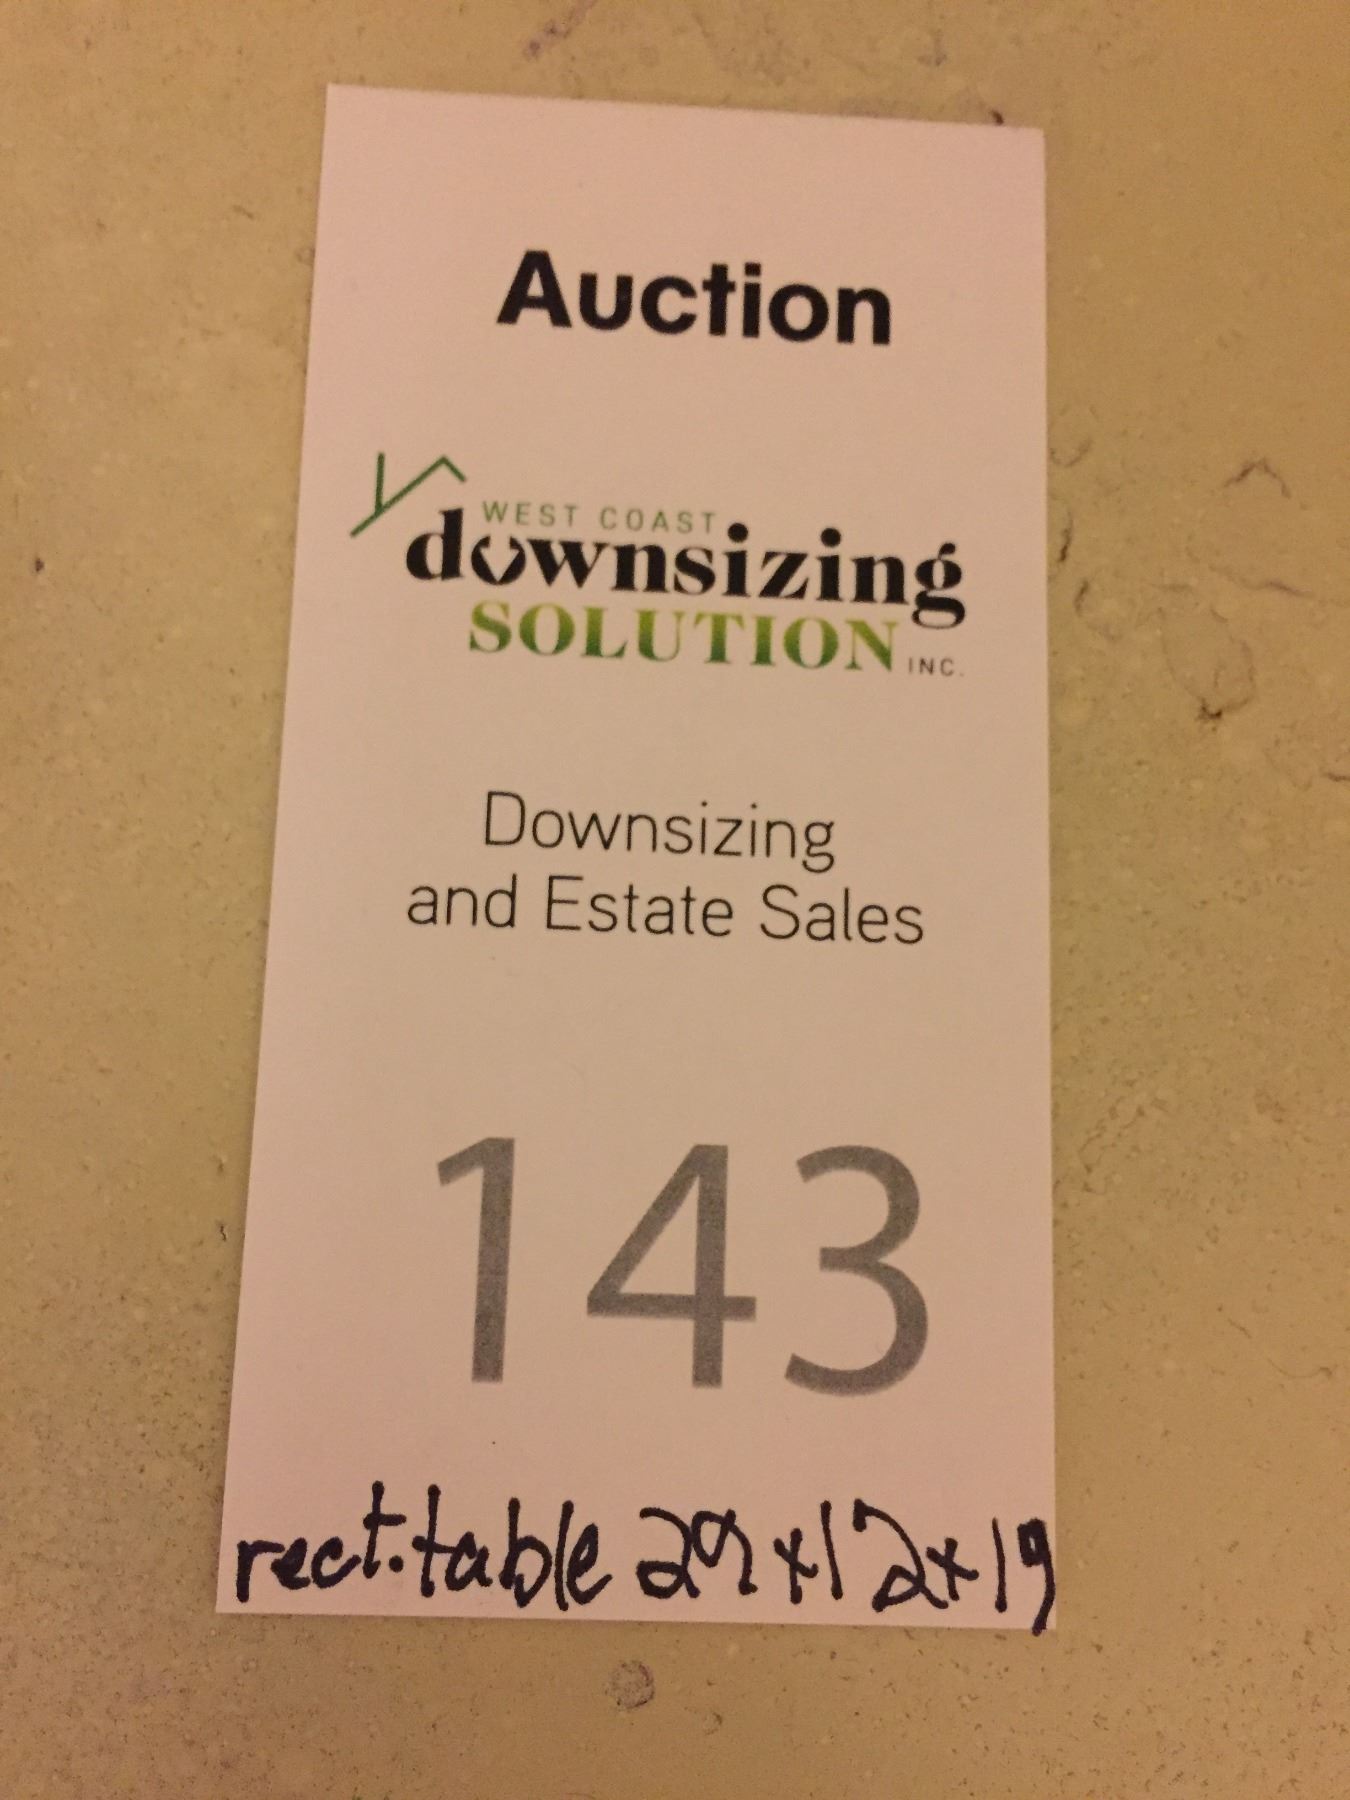 Auction
WEST COAST
downsizing
SOLUTION INC.
Downsizing
and Estate Sales
143
rect. table 29x12x19